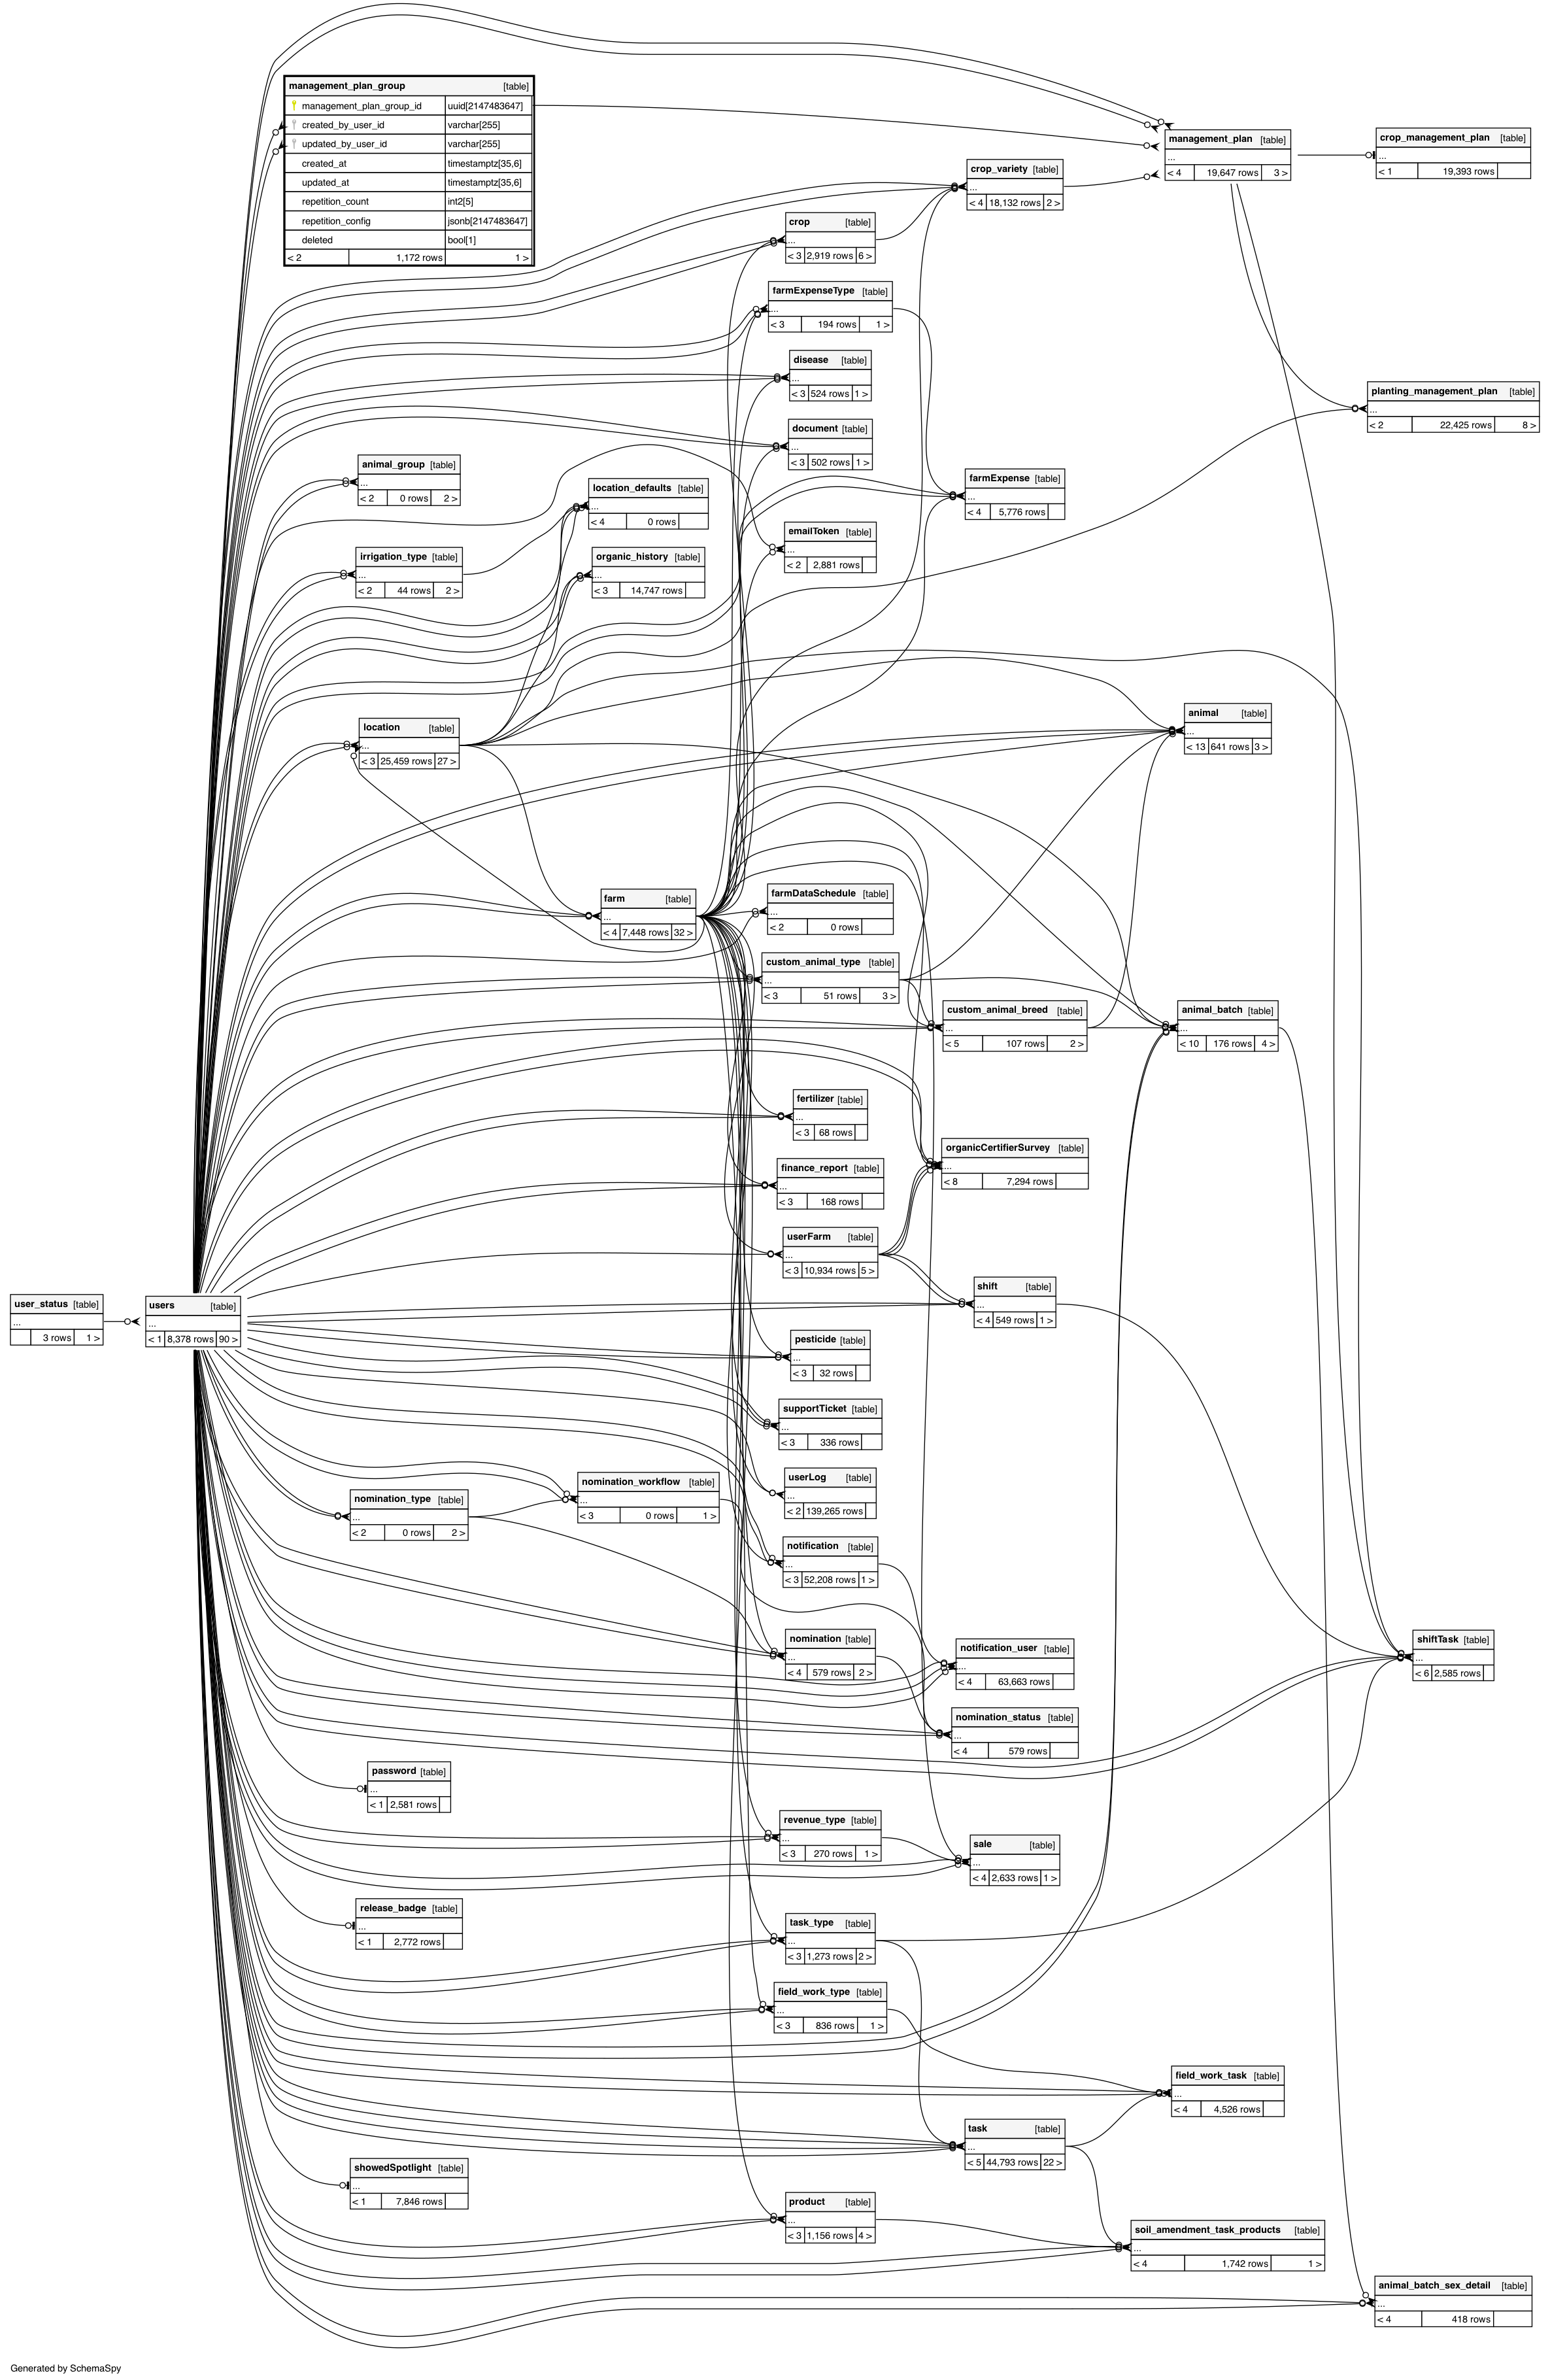 management_plan_group [table]
management_plan_group_id uuid[2147483647]
created_by_user_id varchar[255]
updated_by_user_id varchar[255]
created_at timestamptz[35,6]
updated_at timestamptz[35,6]
repetition_count int2[5]
repetition_config jsonb[2147483647]
deleted bool[1]
< 2 1,172 rows 1 >
management_plan [table]
...
< 4 19,647 rows 3 >
crop_management_plan [table]
...
< 1 19,393 rows
crop_variety [table]
...
< 4 18,132 rows 2 >
crop [table]
...
< 3 2,919 rows 6 >
farmExpenseType [table]
...
< 3 194 rows 1 >
disease [table]
...
< 3 524 rows 1 >
planting_management_plan [table]
...
< 2 22,425 rows 8 >
document [table]
...
< 3 502 rows 1 >
animal_group [table]
...
< 2 0 rows 2 >
location_defaults [table]
...
< 4 0 rows
farmExpense [table]
...
< 4 5,776 rows
emailToken [table]
...
< 2 2,881 rows
irrigation_type [table]
...
< 2 44 rows 2 >
organic_history [table]
...
< 3 14,747 rows
location [table]
...
< 3 25,459 rows 27 >
animal [table]
...
< 13 641 rows 3 >
farm [table]
...
< 4 7,448 rows 32 >
farmDataSchedule [table]
...
< 2 0 rows
custom_animal_type [table]
...
< 3 51 rows 3 >
custom_animal_breed [table]
...
< 5 107 rows 2 >
animal_batch [table]
...
< 10 176 rows 4 >
fertilizer [table]
...
< 3 68 rows
organicCertifierSurvey [table]
...
< 8 7,294 rows
finance_report [table]
...
< 3 168 rows
userFarm [table]
...
< 3 10,934 rows 5 >
shift [table]
...
< 4 549 rows 1 >
user_status [table]
...
3 rows 1 >
users [table]
...
< 1 8,378 rows 90 >
pesticide [table]
...
< 3 32 rows
supportTicket [table]
...
< 3 336 rows
userLog [table]
...
< 2 139,265 rows
nomination_workflow [table]
...
< 3 0 rows 1 >
nomination_type [table]
...
< 2 0 rows 2 >
notification [table]
...
< 3 52,208 rows 1 >
nomination [table]
...
< 4 579 rows 2 >
notification_user [table]
...
< 4 63,663 rows
shiftTask [table]
...
< 6 2,585 rows
nomination_status [table]
...
< 4 579 rows
password [table]
...
< 1 2,581 rows
revenue_type [table]
...
< 3 270 rows 1 >
sale [table]
...
< 4 2,633 rows 1 >
release_badge [table]
...
< 1 2,772 rows
task_type [table]
...
< 3 1,273 rows 2 >
field_work_type [table]
...
< 3 836 rows 1 >
field_work_task [table]
...
< 4 4,526 rows
task [table]
...
< 5 44,793 rows 22 >
showedSpotlight [table]
...
< 1 7,846 rows
product [table]
...
< 3 1,156 rows 4 >
soil_amendment_task_products [table]
...
< 4 1,742 rows 1 >
animal_batch_sex_detail [table]
...
< 4 418 rows
Generated by SchemaSpy